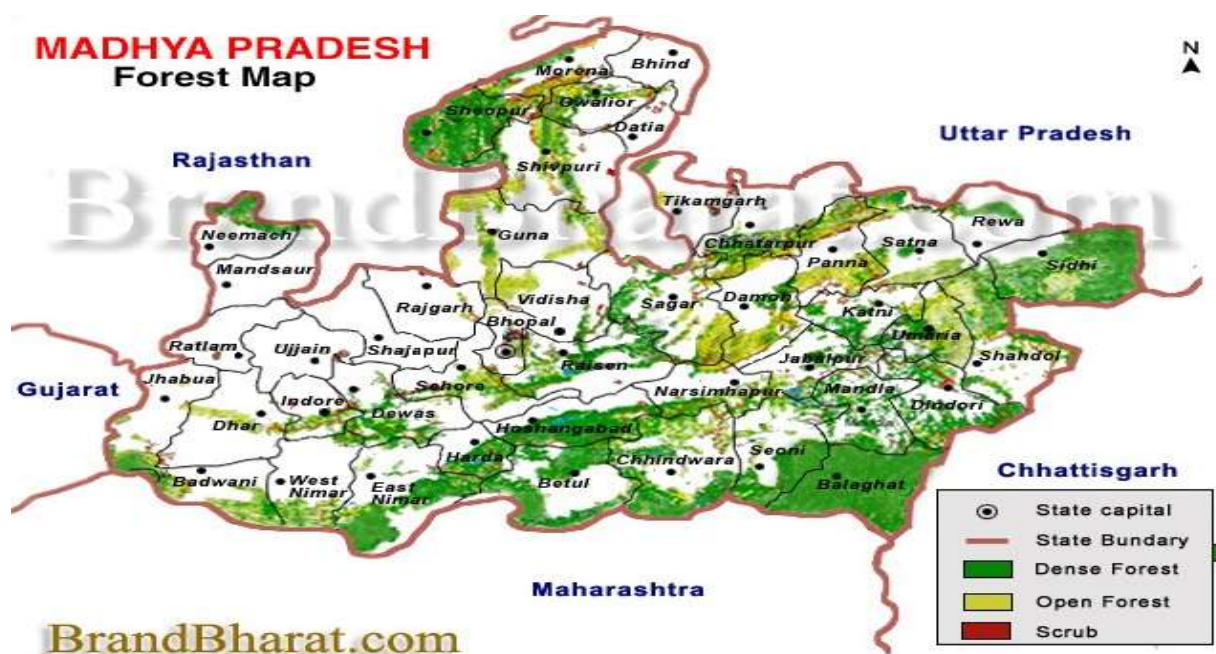 MADHYA PRADESH
Forest Map
N
Bhind
Morena
Gwalior
Sheopur
Datia
Uttar Pradesh
Rajasthan
Shivpuri
BrandBharat.com
Tikamgarh
Rewa
Neemach
Guna
Chhatarpur
Satna
Panna
Sidhi
Mandsaur
Vidisha
Sagar
Damoh
Rajgarh
Katni
Bhopal
Umaria
Ratlam
Ujjain
Shajapur
Raisen
Jabalpur
Shahdol
Gujarat
Jhabua
Sehore
Narsimhapur
Mandla
Dindori
Indore
Dewas
Dhar
Hoshangabad
Harda
Chhindwara
Seoni
Chhattisgarh
Badwani
West Nimar
East Nimar
Betul
Balaghat
State capital
State Bundary
Dense Forest
Maharashtra
Open Forest
Scrub
BrandBharat.com